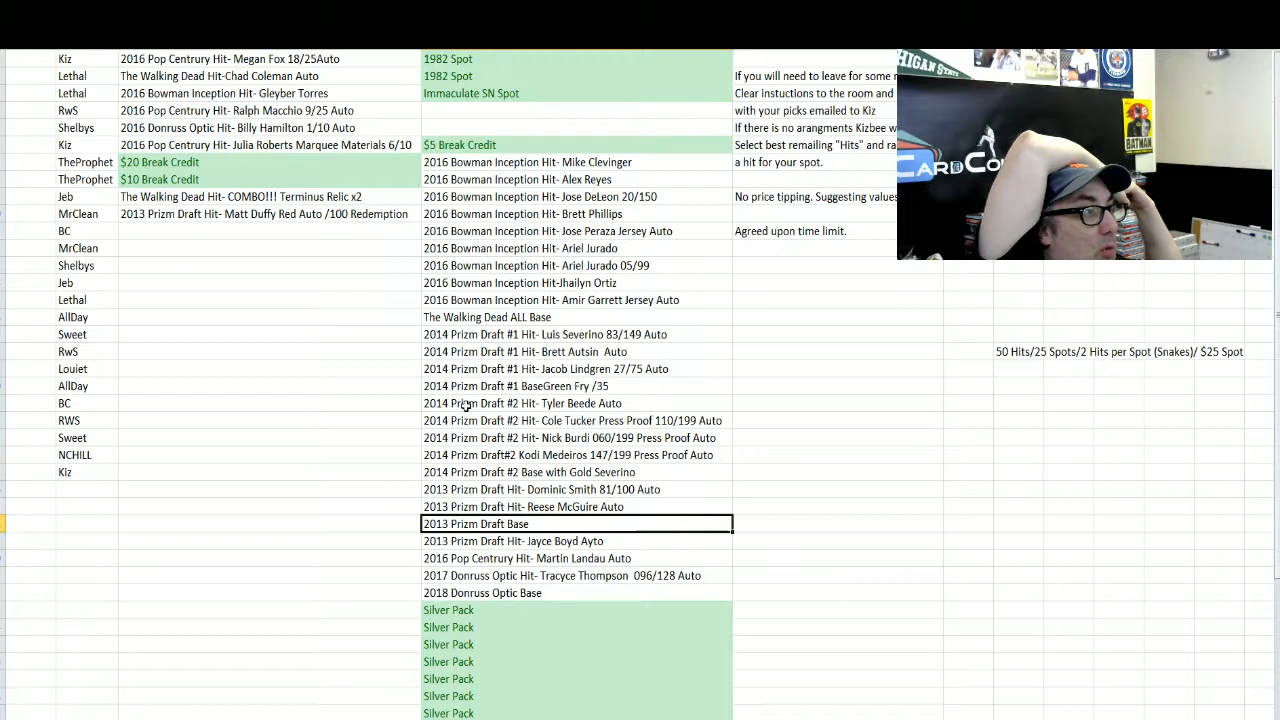 Kiz 2016 Pop Centrury Hit- Megan Fox 18/25Auto 1982 Spot
Lethal The Walking Dead Hit-Chad Coleman Auto 1982 Spot If you will need to leave for some
Lethal 2016 Bowman Inception Hit- Gleyber Torres Immaculate SN Spot Clear instuctions to the room and
RwS 2016 Pop Centrury Hit- Ralph Macchio 9/25 Auto with your picks emailed to Kiz
Shelbys 2016 Donruss Optic Hit- Billy Hamilton 1/10 Auto If there is no arangments Kizbee w
Kiz 2016 Pop Centrury Hit- Julia Roberts Marquee Materials 6/10 $5 Break Credit Select best remailing "Hits" and ra
TheProphet $20 Break Credit 2016 Bowman Inception Hit- Mike Clevinger a hit for your spot.
TheProphet $10 Break Credit 2016 Bowman Inception Hit- Alex Reyes
Jeb The Walking Dead Hit- COMBO!!! Terminus Relic x2 2016 Bowman Inception Hit- Jose DeLeon 20/150 No price tipping. Suggesting values
MrClean 2013 Prizm Draft Hit- Matt Duffy Red Auto /100 Redemption 2016 Bowman Inception Hit- Brett Phillips
BC 2016 Bowman Inception Hit- Jose Peraza Jersey Auto Agreed upon time limit.
MrClean 2016 Bowman Inception Hit- Ariel Jurado
Shelbys 2016 Bowman Inception Hit- Ariel Jurado 05/99
Jeb 2016 Bowman Inception Hit-Jhailyn Ortiz
Lethal 2016 Bowman Inception Hit- Amir Garrett Jersey Auto
AllDay The Walking Dead ALL Base
Sweet 2014 Prizm Draft #1 Hit- Luis Severino 83/149 Auto
RwS 2014 Prizm Draft #1 Hit- Brett Autsin Auto 50 Hits/25 Spots/2 Hits per Spot (Snakes)/ $25 Spot
Louiet 2014 Prizm Draft #1 Hit- Jacob Lindgren 27/75 Auto
AllDay 2014 Prizm Draft #1 BaseGreen Fry /35
BC 2014 Prizm Draft #2 Hit- Tyler Beede Auto
RWS 2014 Prizm Draft #2 Hit- Cole Tucker Press Proof 110/199 Auto
Sweet 2014 Prizm Draft #2 Hit- Nick Burdi 060/199 Press Proof Auto
NCHILL 2014 Prizm Draft#2 Kodi Medeiros 147/199 Press Proof Auto
Kiz 2014 Prizm Draft #2 Base with Gold Severino
2013 Prizm Draft Hit- Dominic Smith 81/100 Auto
2013 Prizm Draft Hit- Reese McGuire Auto
2013 Prizm Draft Base
2013 Prizm Draft Hit- Jayce Boyd Ayto
2016 Pop Centrury Hit- Martin Landau Auto
2017 Donruss Optic Hit- Tracyce Thompson 096/128 Auto
2018 Donruss Optic Base
Silver Pack
Silver Pack
Silver Pack
Silver Pack
Silver Pack
Silver Pack
Silver Pack
HIGAN STATE
BATMAN
CARD CO